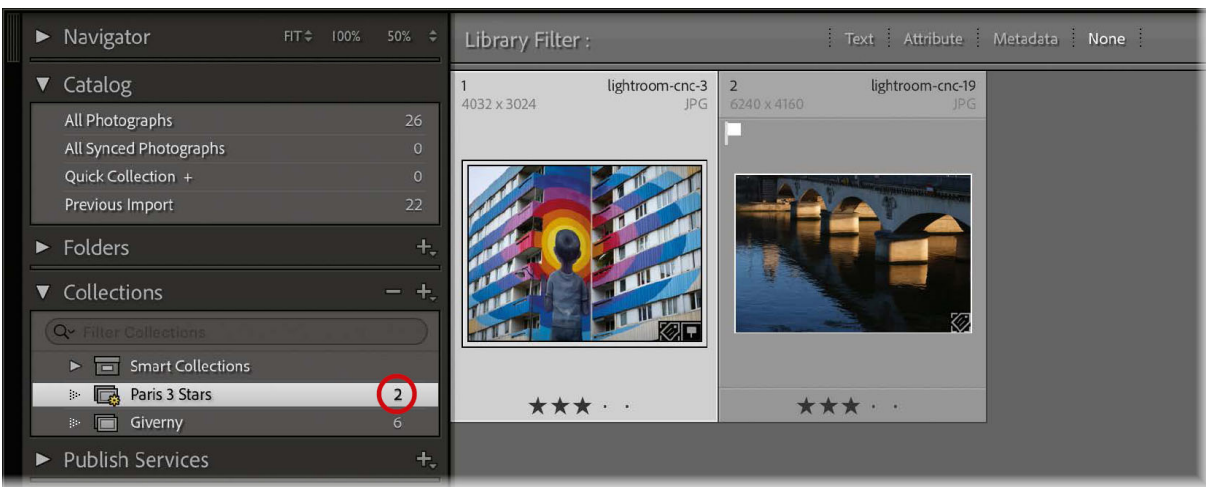 Navigator FIT 100% 50%
Catalog
All Photographs 26
All Synced Photographs 0
Quick Collection + 0
Previous Import 22
Folders
Collections
Filter Collections
Smart Collections
Paris 3 Stars 2
Giverny 6
Publish Services
Library Filter : Text Attribute Metadata None
1 lightroom-cnc-3
4032 x 3024 JPG
2 lightroom-cnc-19
6240 x 4160 JPG